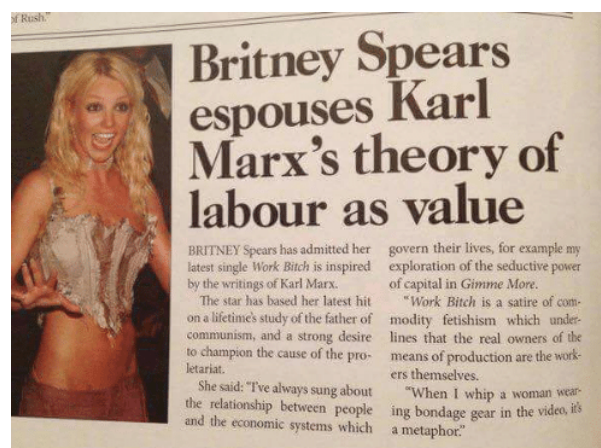 of Rush."
Britney Spears
espouses Karl
Marx's theory of
labour as value
BRITNEY Spears has admitted her
latest single Work Bitch is inspired
by the writings of Karl Marx.
The star has based her latest hit
on a lifetime's study of the father of
communism, and a strong desire
to champion the cause of the pro-
letariat.
She said: "I've always sung about
the relationship between people
and the economic systems which
govern their lives, for example my
exploration of the seductive power
of capital in Gimme More.
"Work Bitch is a satire of com-
modity fetishism which under-
lines that the real owners of the
means of production are the work-
ers themselves.
"When I whip a woman wear-
ing bondage gear in the video, it's
a metaphor."